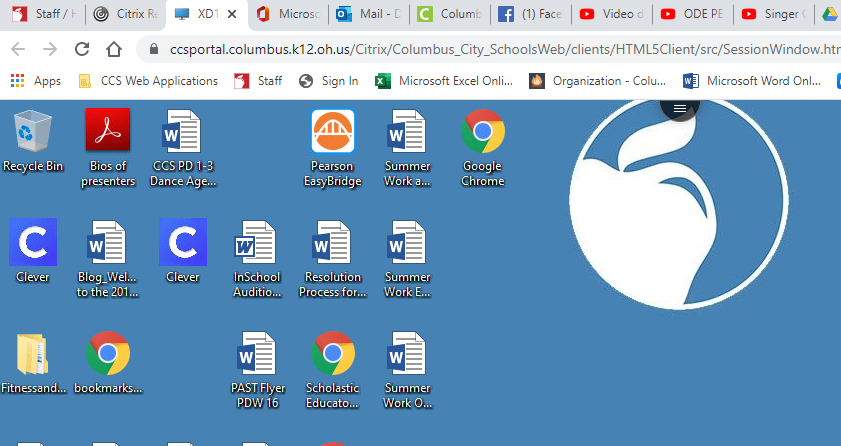 Staff / H
Citrix Re
XD1
Microso
Mail - D
Columb
(1) Face
Video d
ODE PE
Singer
ccsportal.columbus.k12.oh.us/Citrix/Columbus_City_SchoolsWeb/clients/HTML5Client/src/SessionWindow.htm
Apps
CCS Web Applications
Staff
Sign In
Microsoft Excel Onli...
Organization - Colu...
Microsoft Word Onl...
Recycle Bin
Bios of
presenters
CCS PD 1-3
Dance Age...
Pearson
EasyBridge
Summer
Work a...
Google
Chrome
Clever
Blog_Wel...
to the 201...
Clever
InSchool
Auditio...
Resolution
Process for...
Summer
Work E...
Fitnessand...
bookmarks...
PAST Flyer
PDW 16
Scholastic
Educato...
Summer
Work O...